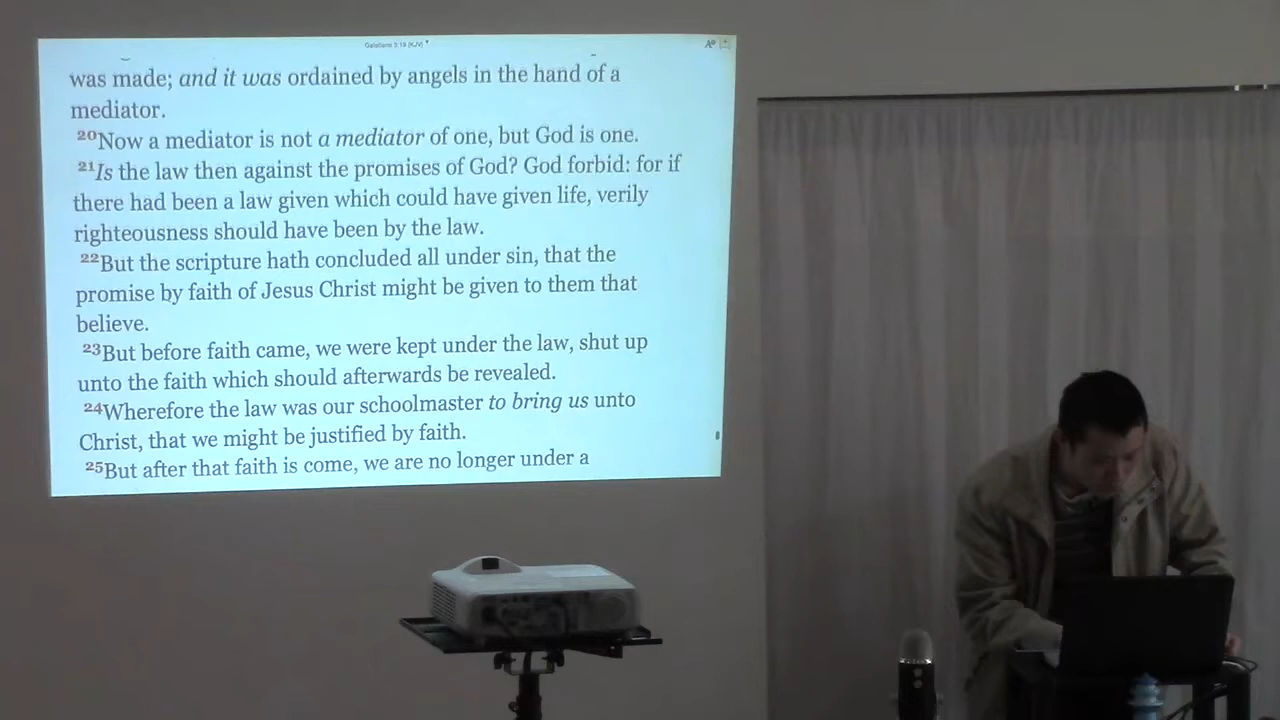 Galatians 3:19 (KJV)
was made; and it was ordained by angels in the hand of a
mediator.
20Now a mediator is not a mediator of one, but God is one.
21Is the law then against the promises of God? God forbid: for if
there had been a law given which could have given life, verily
righteousness should have been by the law.
22But the scripture hath concluded all under sin, that the
promise by faith of Jesus Christ might be given to them that
believe.
23But before faith came, we were kept under the law, shut up
unto the faith which should afterwards be revealed.
24Wherefore the law was our schoolmaster to bring us unto
Christ, that we might be justified by faith.
25But after that faith is come, we are no longer under a